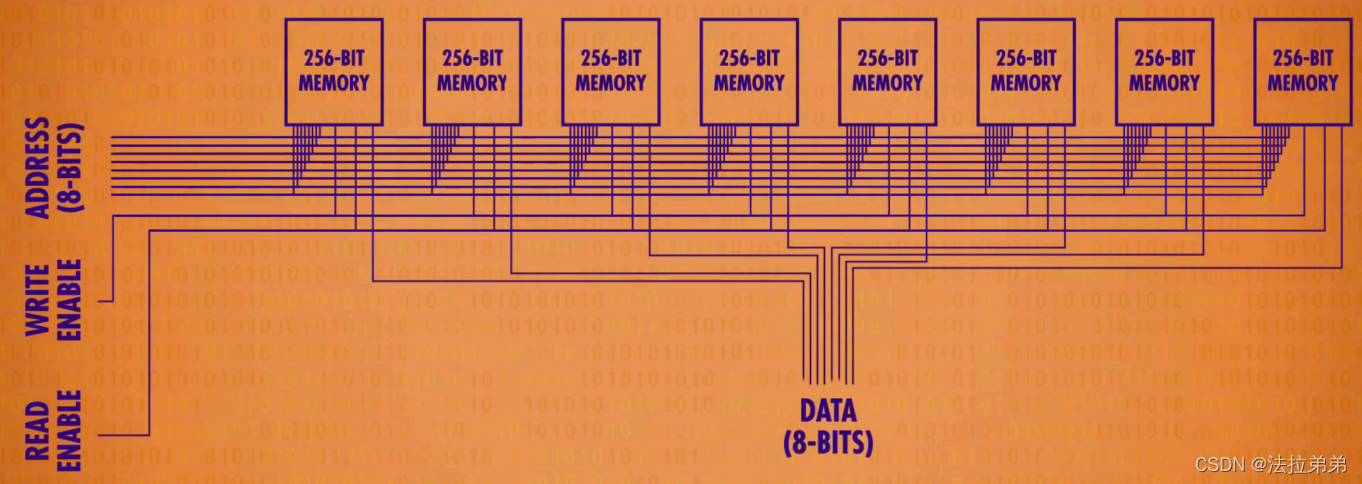 256-BIT
MEMORY
256-BIT
MEMORY
256-BIT
MEMORY
256-BIT
MEMORY
256-BIT
MEMORY
256-BIT
MEMORY
256-BIT
MEMORY
256-BIT
MEMORY
ADDRESS
(8-BITS)
WRITE
ENABLE
READ
ENABLE
DATA
(8-BITS)
CSDN @法拉弟弟